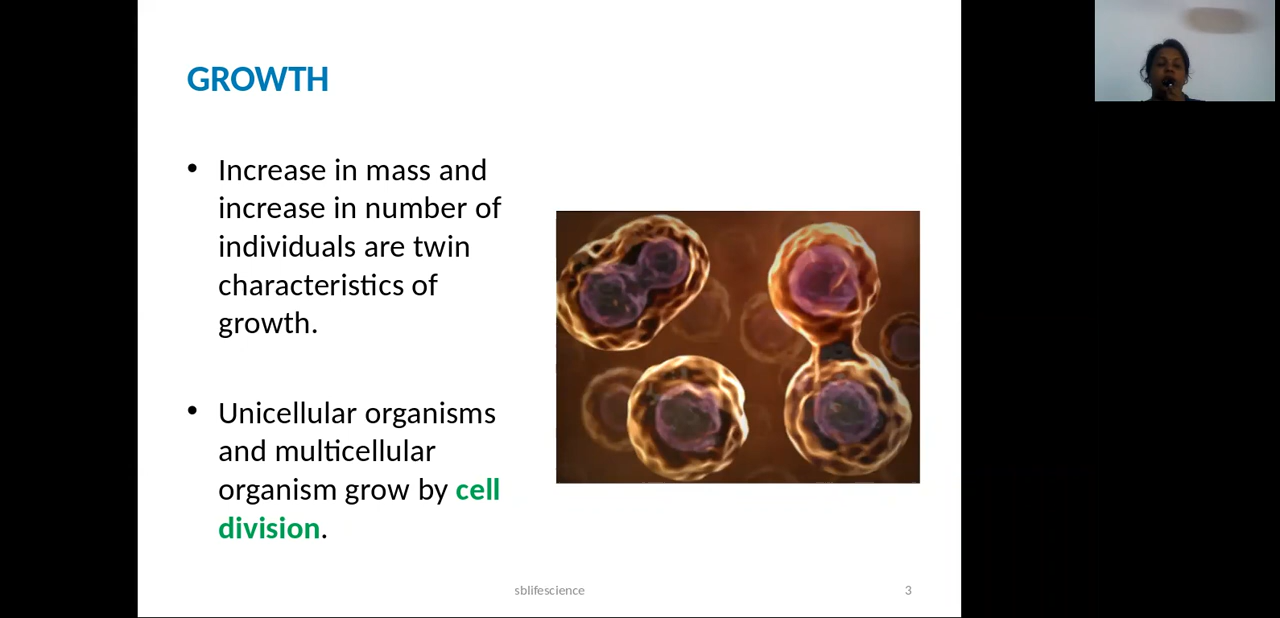 GROWTH
• Increase in mass and
increase in number of
individuals are twin
characteristics of
growth.
• Unicellular organisms
and multicellular
organism grow by cell
division.
sblifescience
3